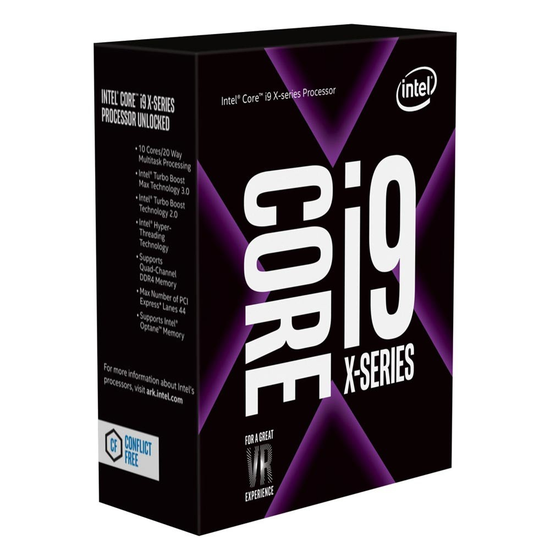 INTEL® CORE™ i9 X-SERIES
PROCESSOR UNLOCKED
• 10 Cores/20 Way
Multitask Processing
• Intel® Turbo Boost
Max Technology 3.0
• Intel® Turbo Boost
Technology 2.0
• Intel® Hyper-
Threading
Technology
• Supports
Quad-Channel
DDR4 Memory
• Max Number of PCI
Express® Lanes 44
• Supports Intel®
Optane™ Memory
For more information about Intel's
processors, visit ark.intel.com
CF
CONFLICT
FREE
Intel® Core™ i9 X-series Processor
intel®
CORE
i9
X-SERIES
FOR A GREAT
VR
EXPERIENCE